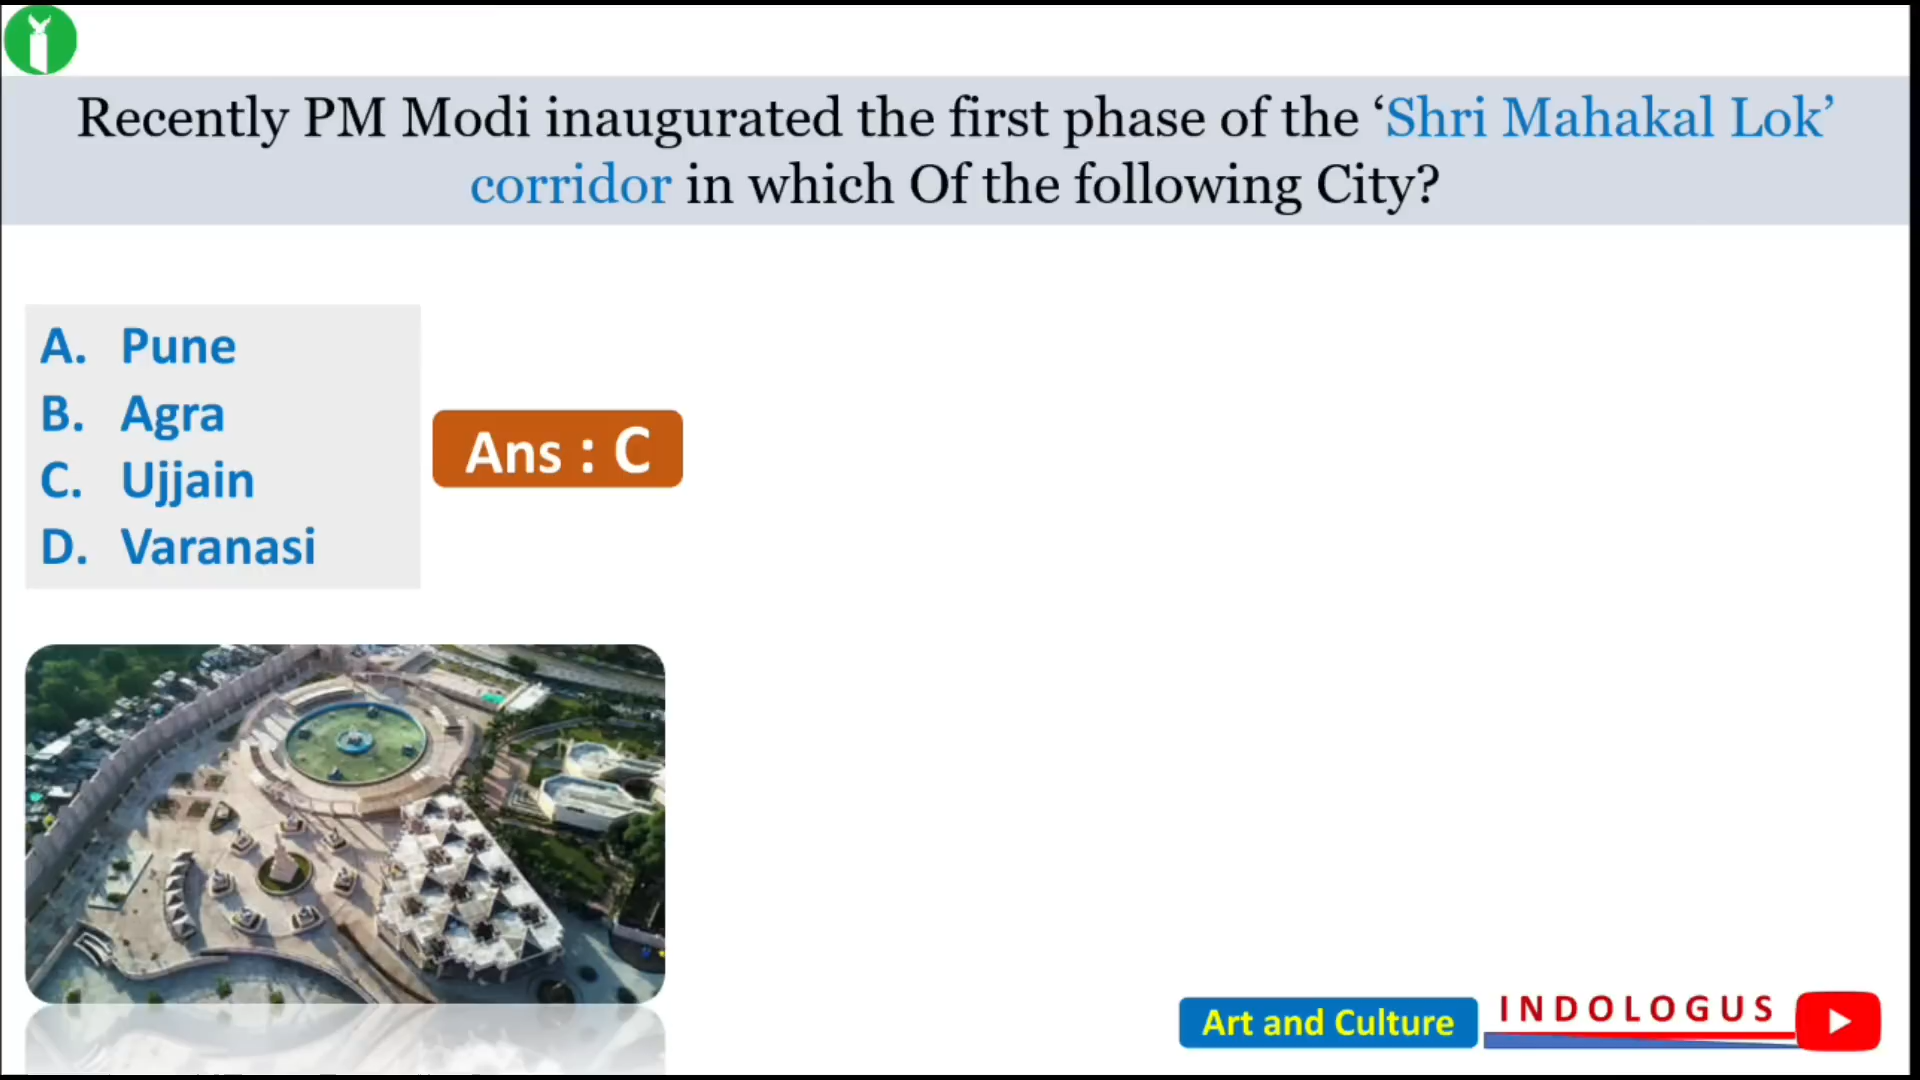 Recently PM Modi inaugurated the first phase of the ‘Shri Mahakal Lok’
corridor in which Of the following City?
A. Pune
B. Agra
C. Ujjain
D. Varanasi
Ans : C
Art and Culture
INDOLOGUS